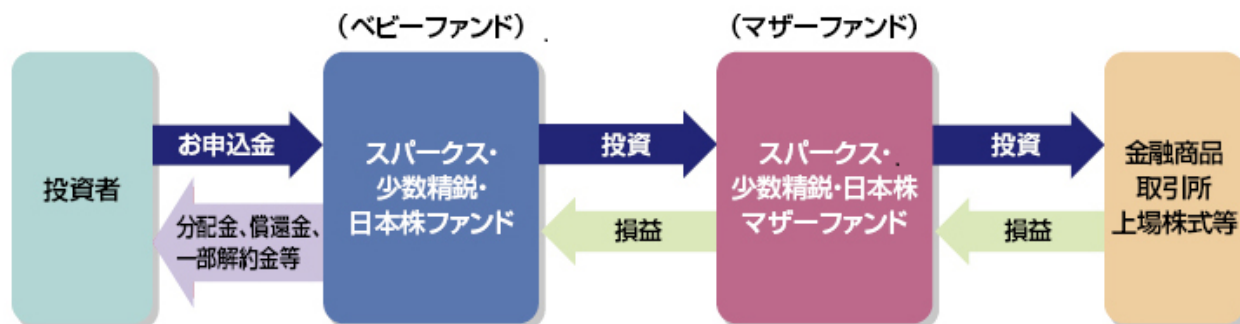 (ベビーファンド)
(マザーファンド)
投資者
お申込金
分配金、償還金、
一部解約金等
スパークス・
少数精鋭・
日本株ファンド
投資
損益
スパークス・
少数精鋭・日本株
マザーファンド
投資
損益
金融商品
取引所
上場株式等